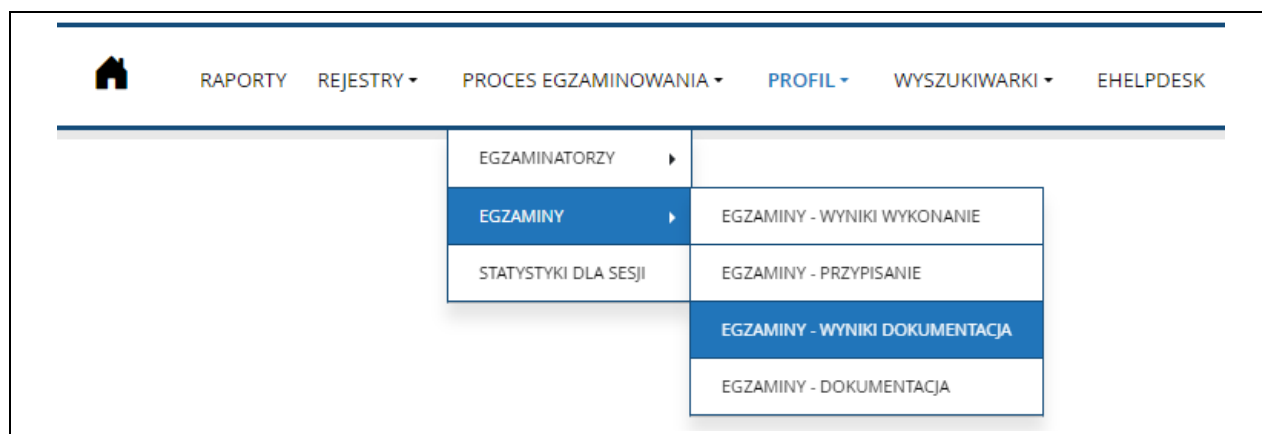 RAPORTY REJESTRY PROCES EGZAMINOWANIA PROFIL WYSZUKIWARKI EHELPDESK
EGZAMINATORZY
EGZAMINY
STATYSTYKI DLA SESJI
EGZAMINY - WYNIKI WYKONANIE
EGZAMINY - PRZYPISANIE
EGZAMINY - WYNIKI DOKUMENTACJA
EGZAMINY - DOKUMENTACJA